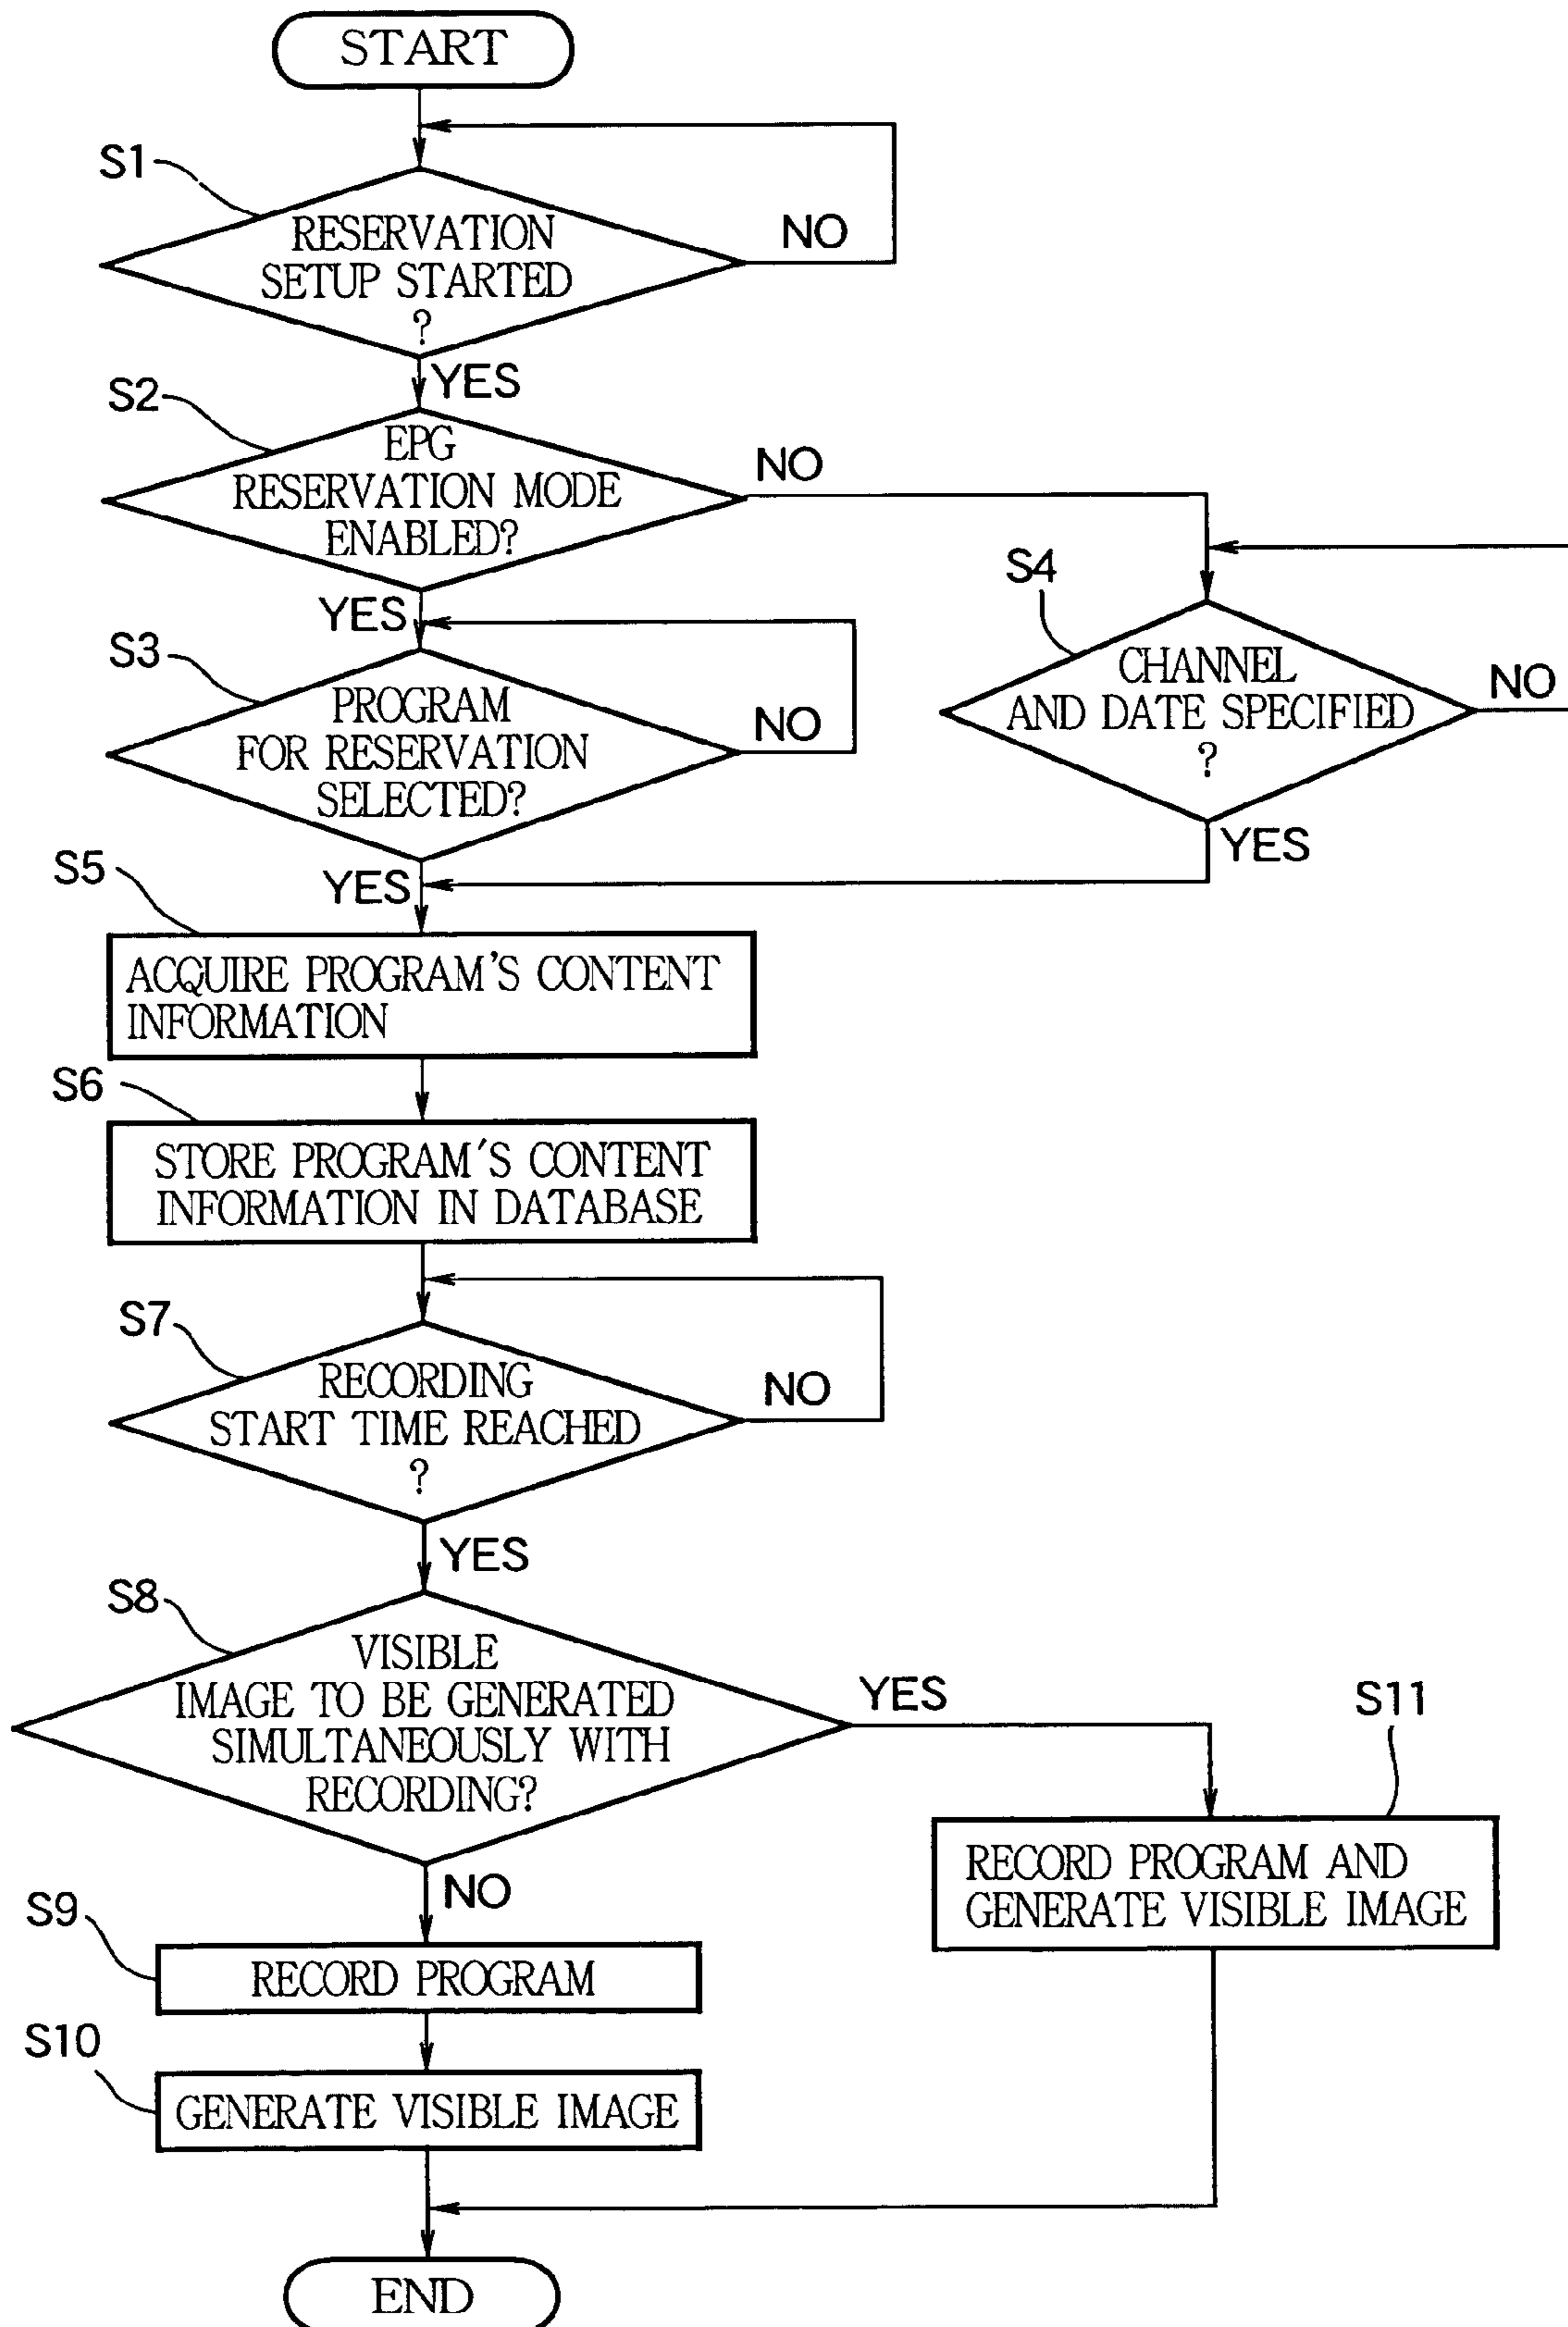 START
S1
RESERVATION
SETUP STARTED
?
NO
YES
S2
EPG
RESERVATION MODE
ENABLED?
NO
YES
S3
PROGRAM
FOR RESERVATION
SELECTED?
NO
YES
S4
CHANNEL
AND DATE SPECIFIED
?
NO
YES
S5
ACQUIRE PROGRAM'S CONTENT
INFORMATION
S6
STORE PROGRAM'S CONTENT
INFORMATION IN DATABASE
S7
RECORDING
START TIME REACHED
?
NO
YES
S8
VISIBLE
IMAGE TO BE GENERATED
SIMULTANEOUSLY WITH
RECORDING?
YES
NO
S11
RECORD PROGRAM AND
GENERATE VISIBLE IMAGE
S9
RECORD PROGRAM
S10
GENERATE VISIBLE IMAGE
END